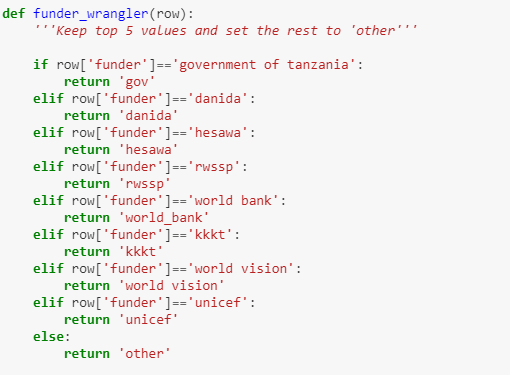 def funder_wrangler(row):
    '''Keep top 5 values and set the rest to 'other'''
    if row['funder']=='government of tanzania':
        return 'gov'
    elif row['funder']=='danida':
        return 'danida'
    elif row['funder']=='hesawa':
        return 'hesawa'
    elif row['funder']=='rwssp':
        return 'rwssp'
    elif row['funder']=='world bank':
        return 'world_bank'
    elif row['funder']=='kkkt':
        return 'kkkt'
    elif row['funder']=='world vision':
        return 'world vision'
    elif row['funder']=='unicef':
        return 'unicef'
    else:
        return 'other'